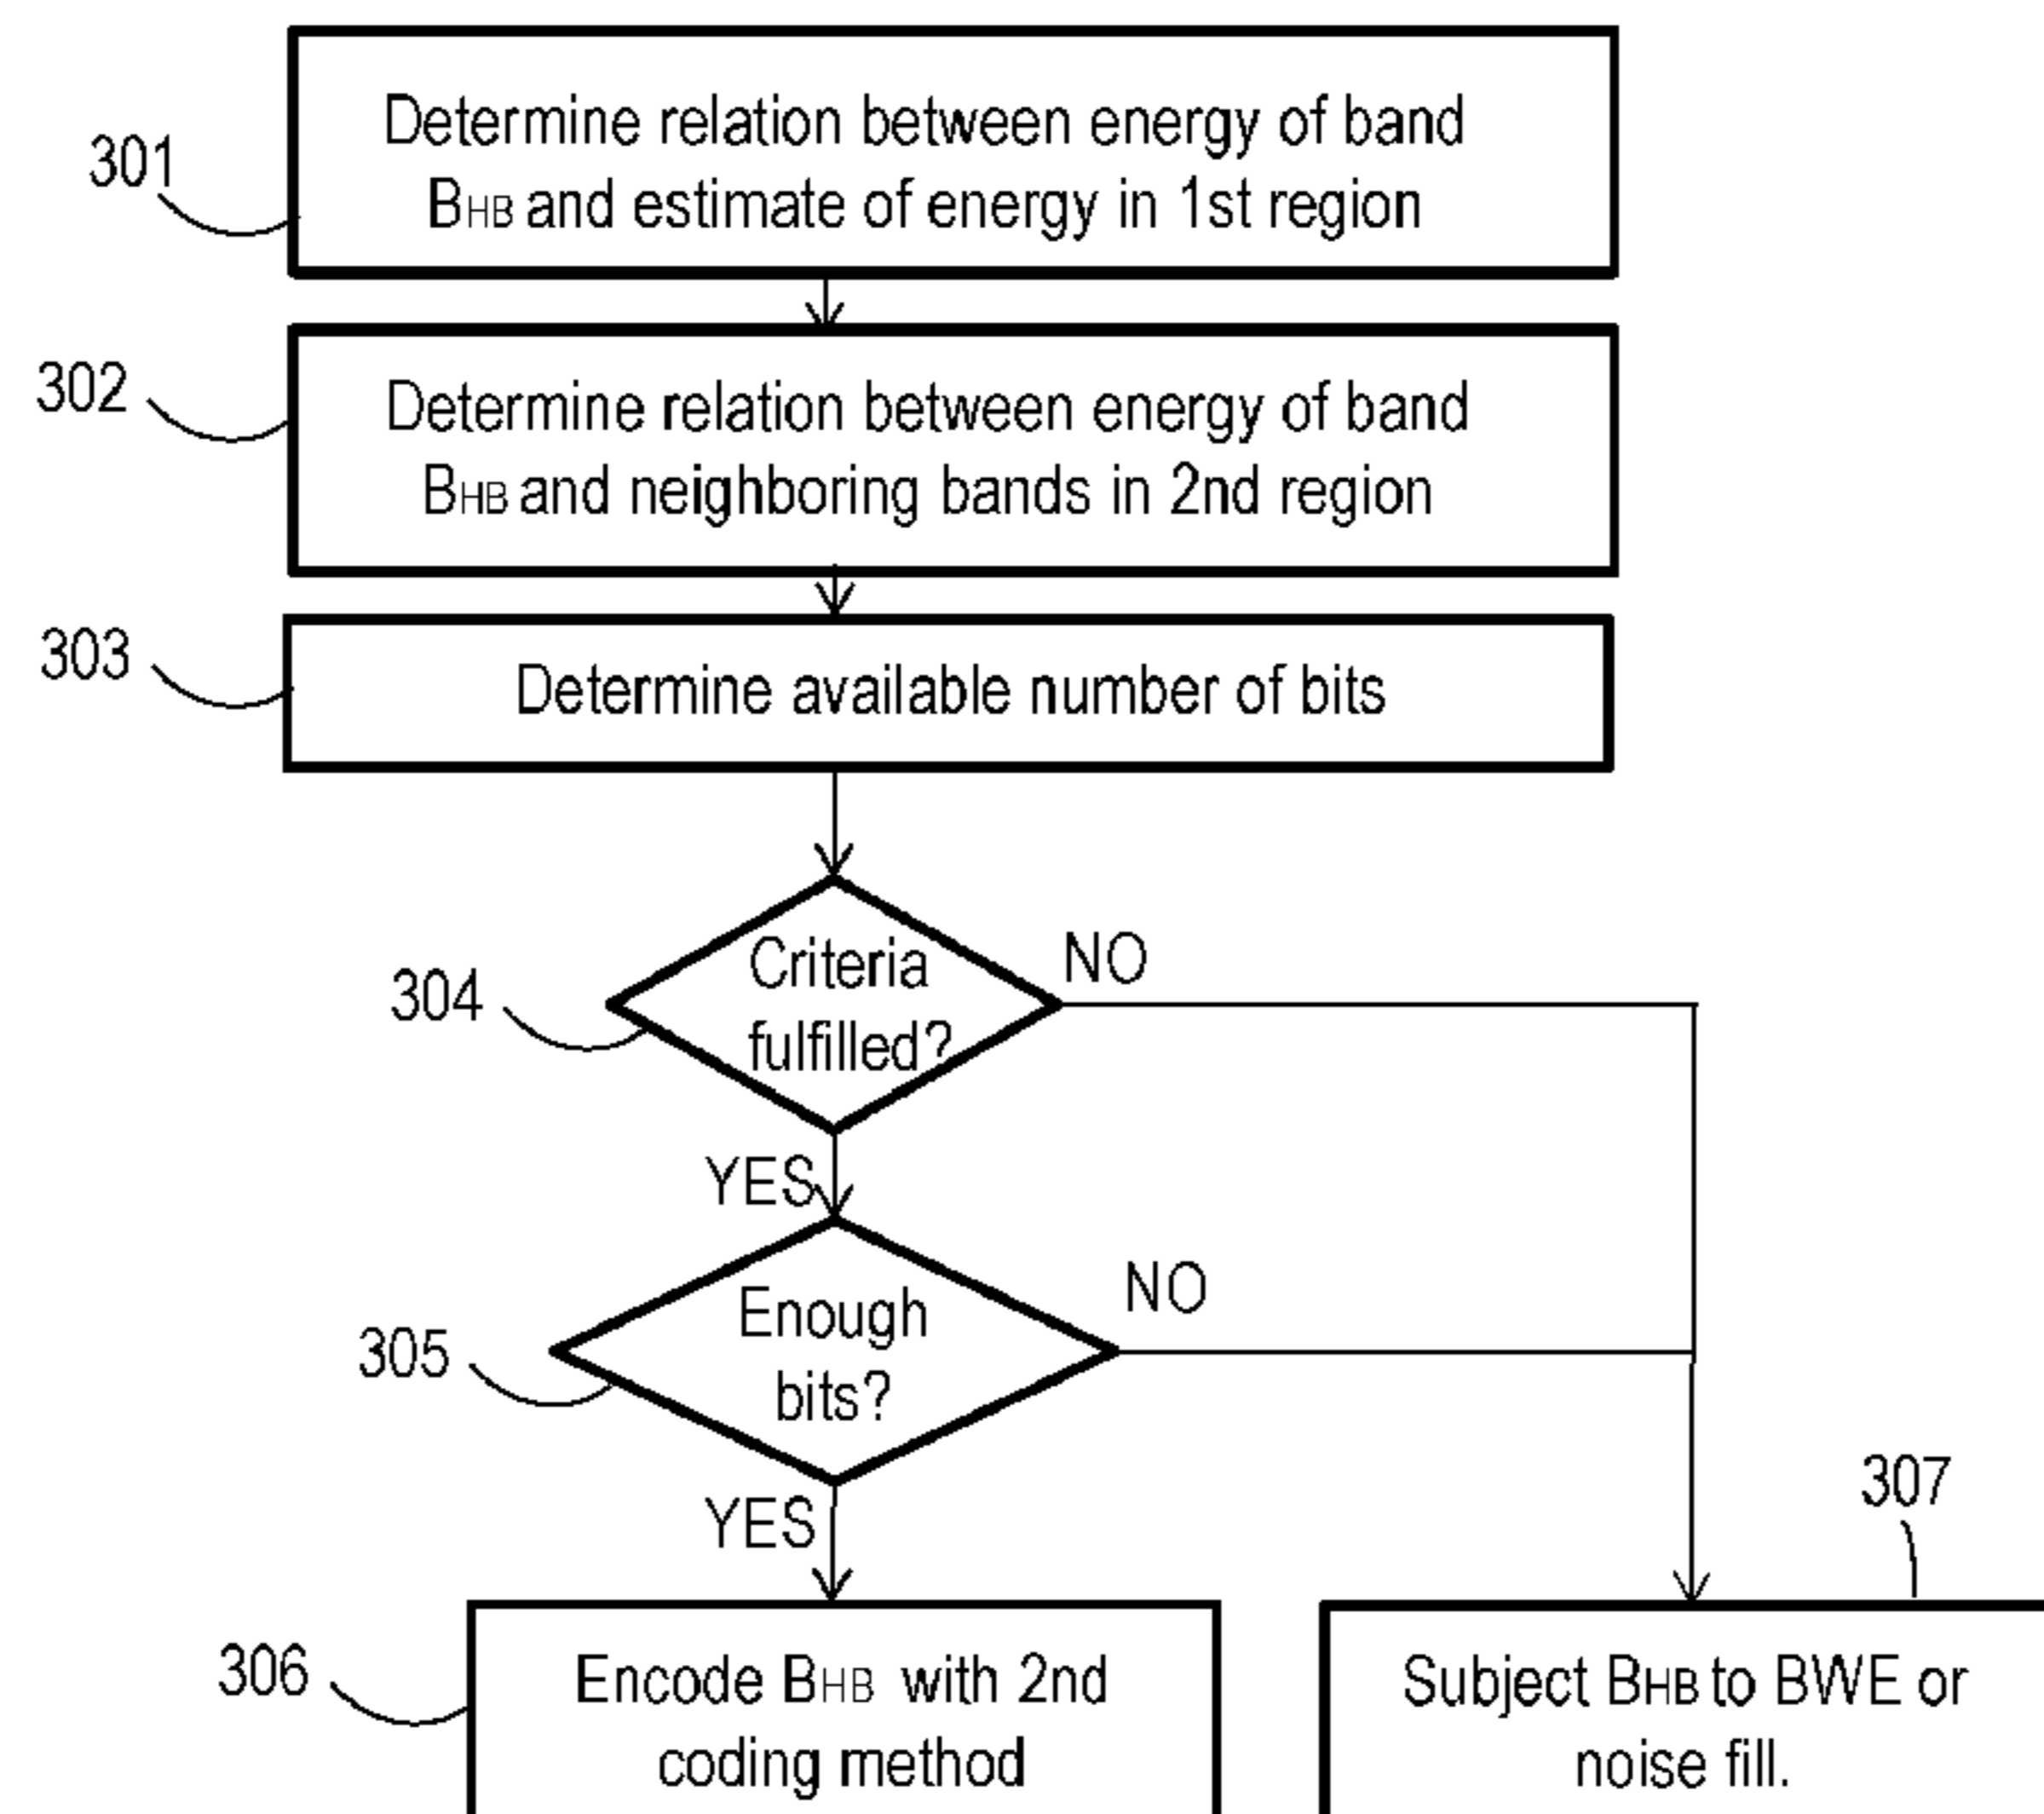 Determine relation between energy of band
BHB and estimate of energy in 1st region
301
Determine relation between energy of band
BHB and neighboring bands in 2nd region
302
303
Determine available number of bits
Criteria
fulfilled?
NO
304
YES
Enough
bits?
NO
305
YES
307
306
Encode BHB with 2nd
coding method
Subject BHB to BWE or
noise fill.